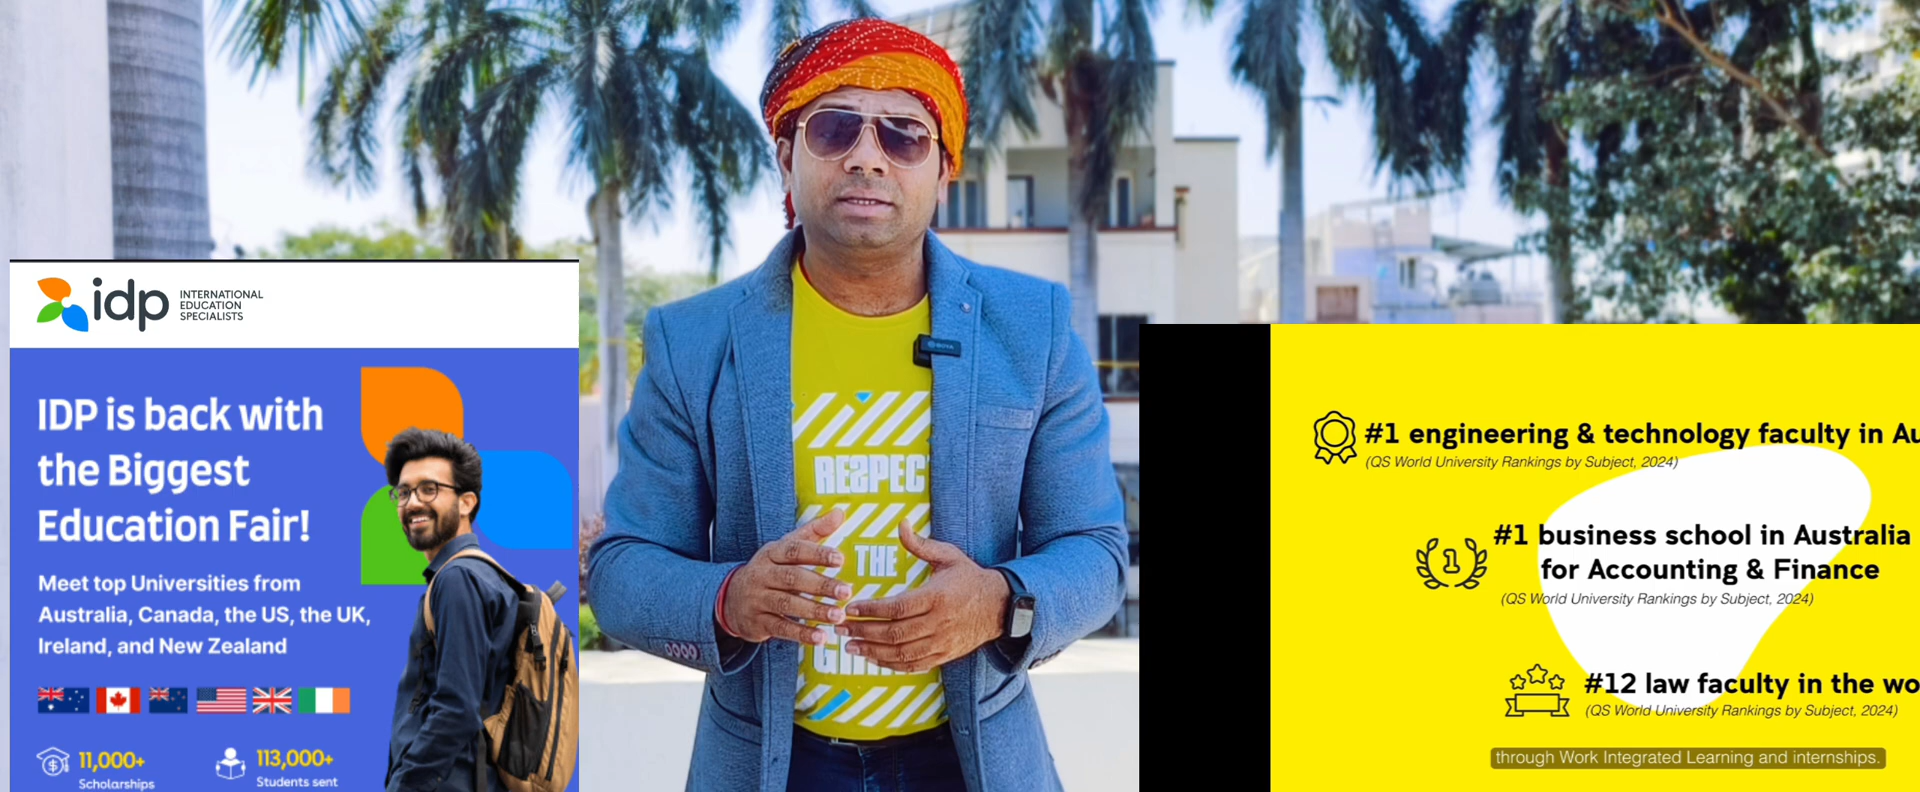 idp
INTERNATIONAL
EDUCATION
SPECIALISTS
IDP is back with
the Biggest
Education Fair!
Meet top Universities from
Australia, Canada, the US, the UK,
Ireland, and New Zealand
11,000+
Scholarships
113,000+
Students sent
BOYA
RESPEC
THE
#1 engineering & technology faculty in Au
(QS World University Rankings by Subject, 2024)
1
#1 business school in Australia
for Accounting & Finance
(QS World University Rankings by Subject, 2024)
#12 law faculty in the wo
(QS World University Rankings by Subject, 2024)
through Work Integrated Learning and internships.